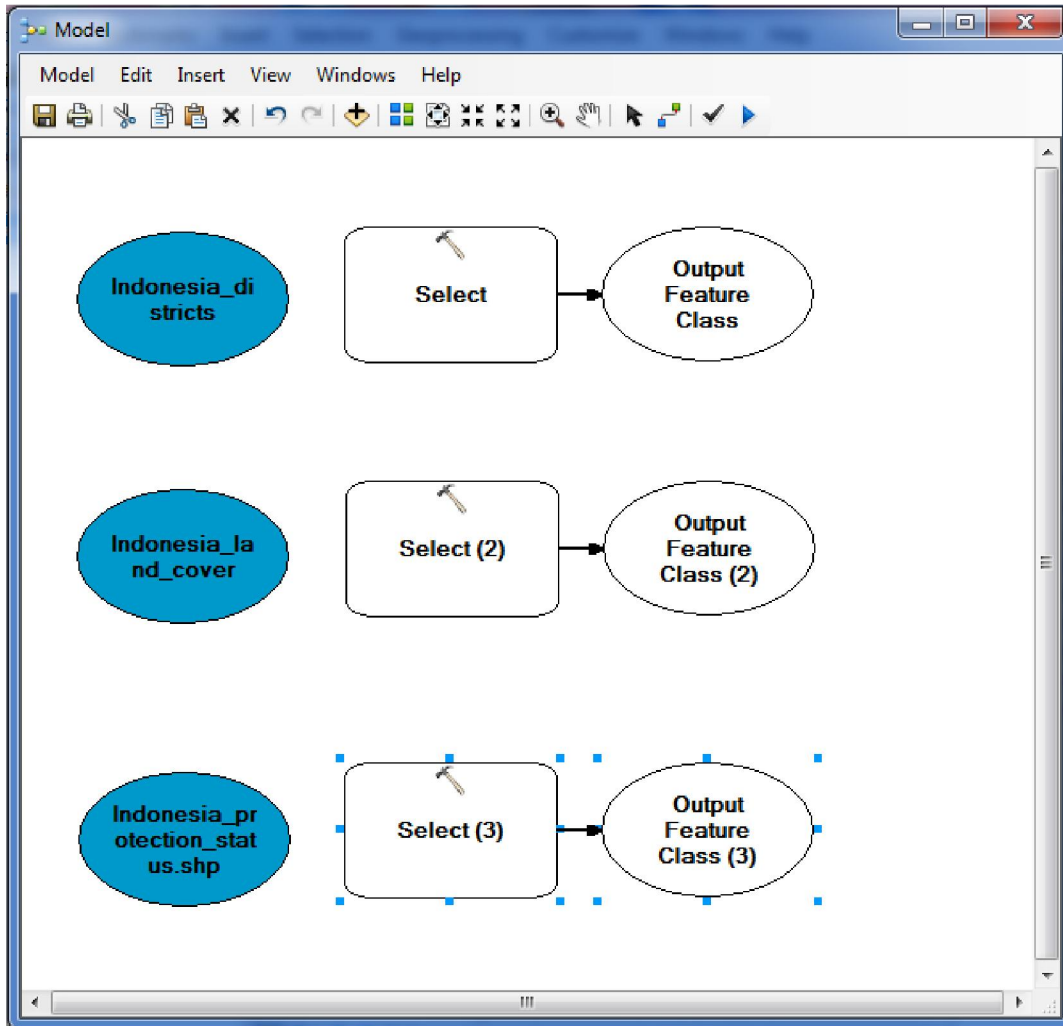 Model
Model Edit Insert View Windows Help
Indonesia_di
stricts
Select
Output
Feature
Class
Indonesia_la
nd_cover
Select (2)
Output
Feature
Class (2)
Indonesia_pr
otection_stat
us.shp
Select (3)
Output
Feature
Class (3)